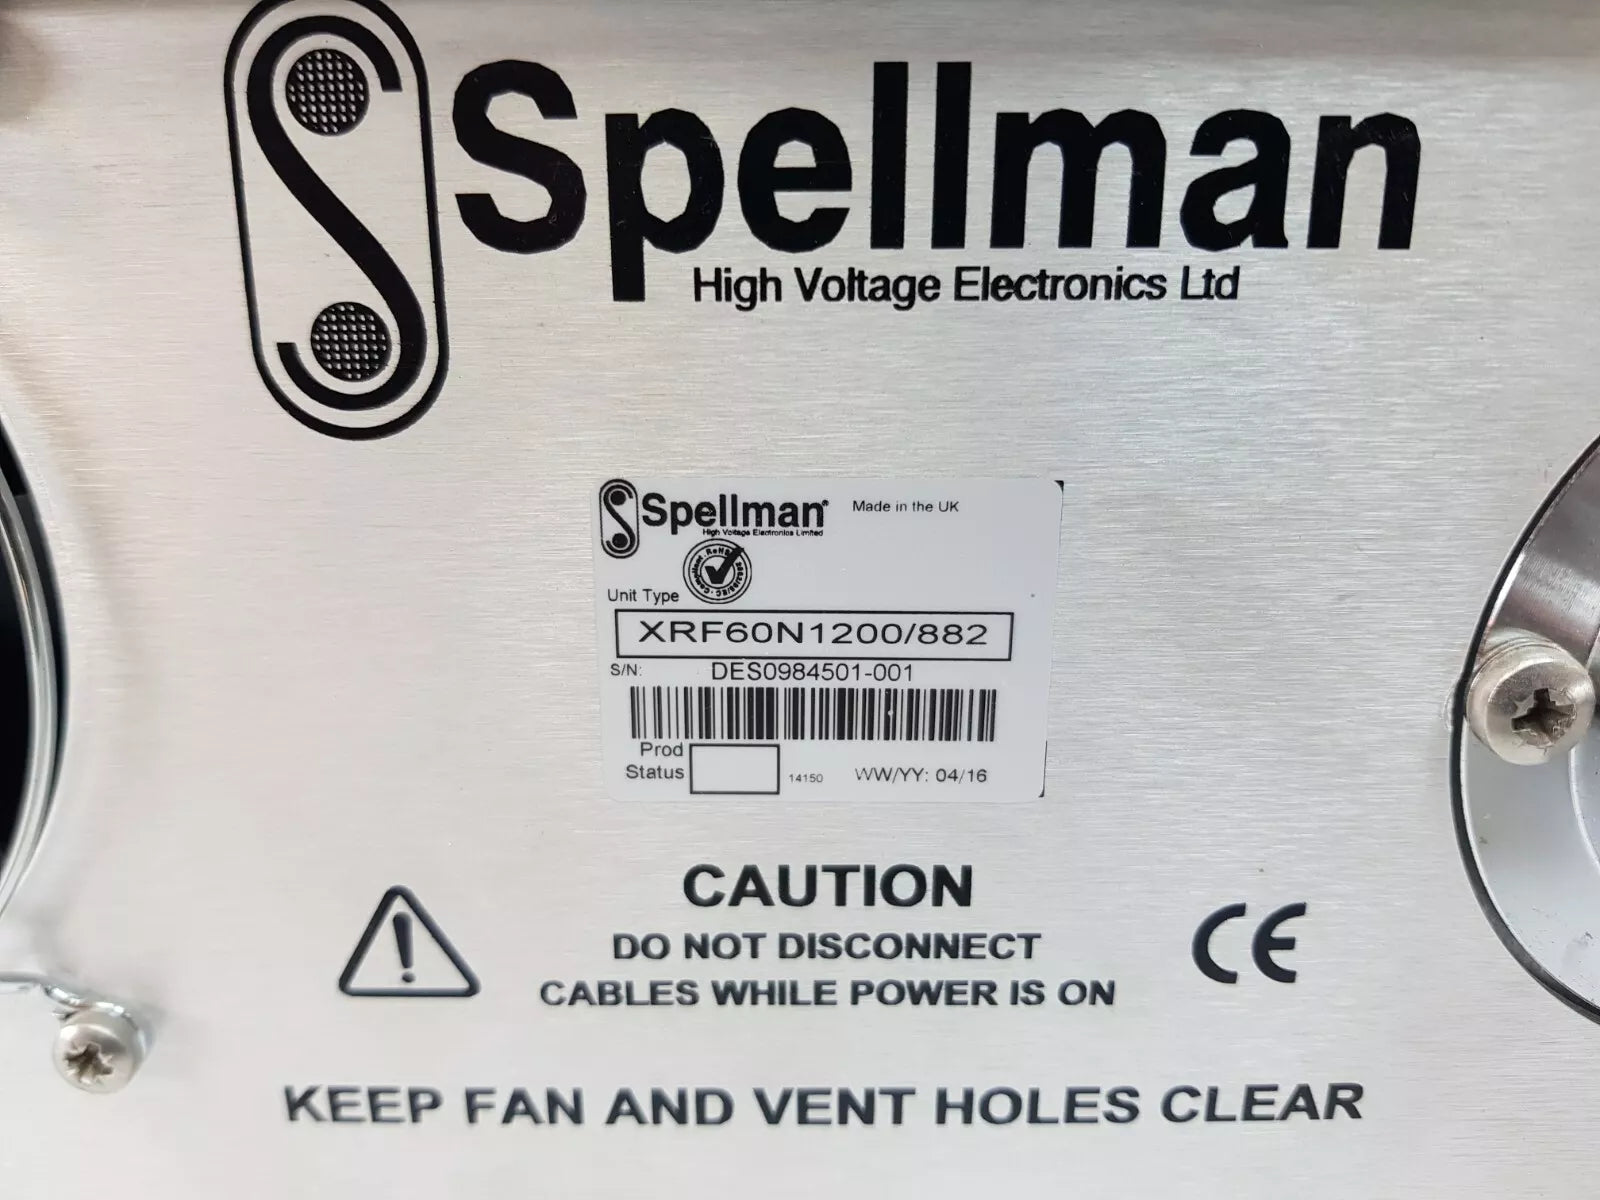 Spellman
High Voltage Electronics Ltd
Spellman®
Made in the UK
High Voltage Electronics Limited
Unit Type
XRF60N1200/882
S/N: DES0984501-001
Prod
Status
14150 WW/YY: 04/16
CAUTION
DO NOT DISCONNECT
CABLES WHILE POWER IS ON
CE
KEEP FAN AND VENT HOLES CLEAR